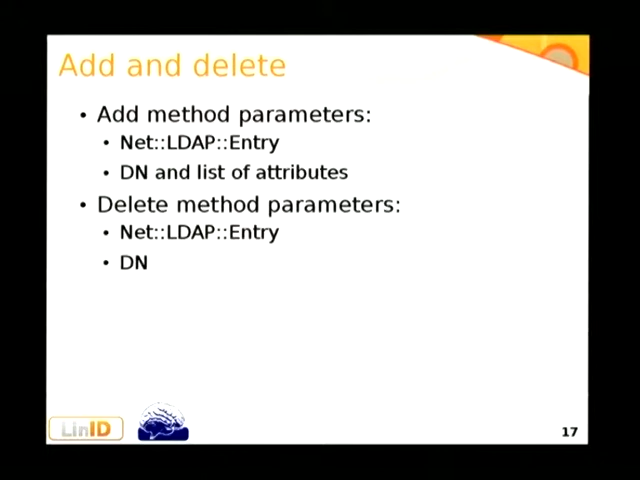 Add and delete
• Add method parameters:
• Net::LDAP::Entry
• DN and list of attributes
• Delete method parameters:
• Net::LDAP::Entry
• DN
LinID
17